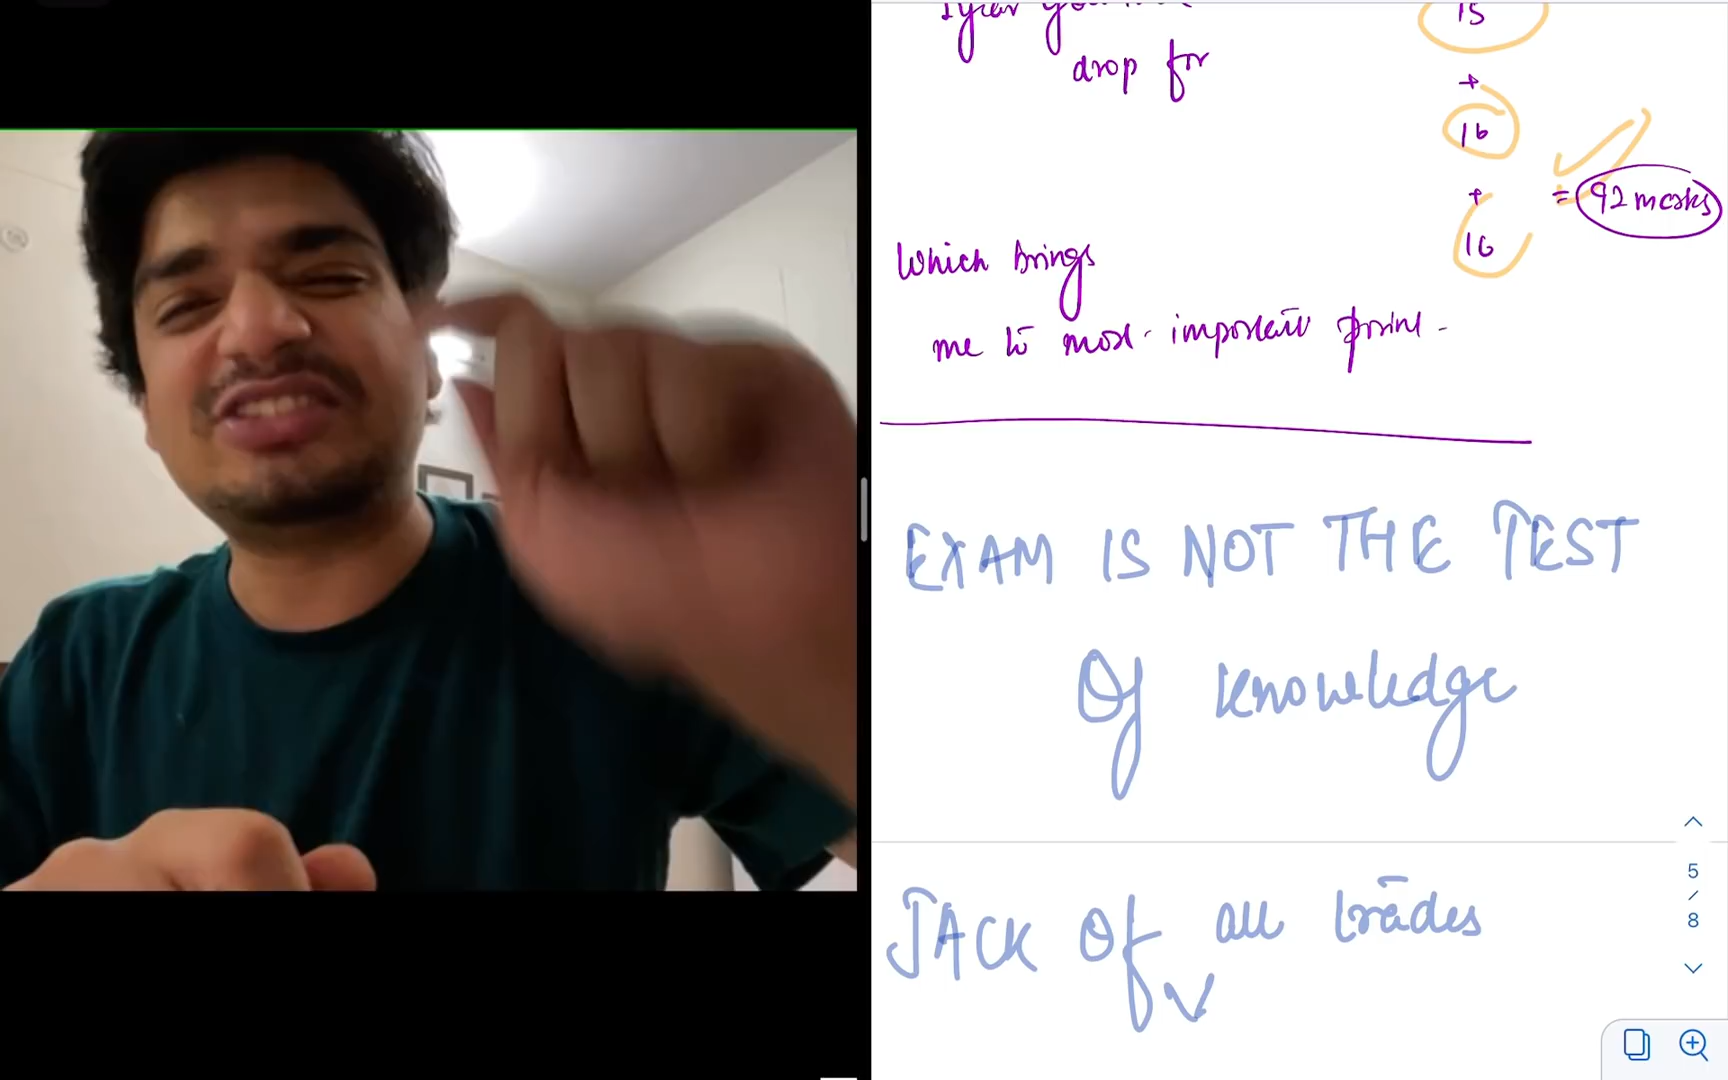 drop for
15
+
16
+
= 92 marks
16
Which brings
me to most important point -
EXAM IS NOT THE TEST
Of knowledge
JACK Of all trades
5
/
8